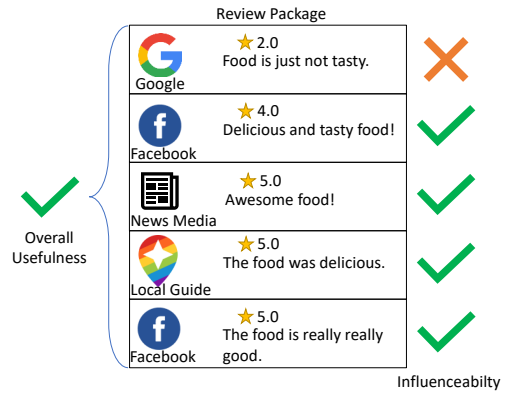 Review Package
2.0
Food is just not tasty.
Google
4.0
Delicious and tasty food!
Facebook
5.0
Awesome food!
News Media
5.0
The food was delicious.
Local Guide
5.0
The food is really really
good.
Facebook
Overall
Usefulness
Influenceabilty